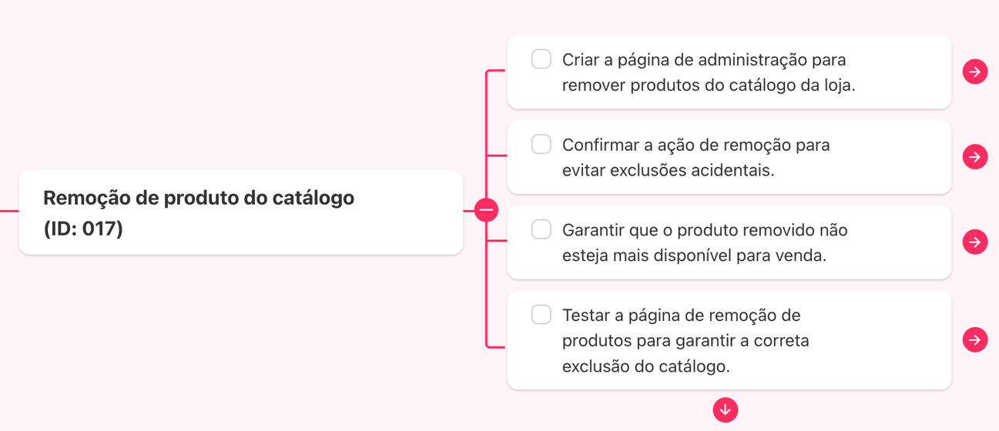 Criar a página de administração para
remover produtos do catálogo da loja.
Confirmar a ação de remoção para
evitar exclusões acidentais.
Remoção de produto do catálogo
(ID: 017)
Garantir que o produto removido não
esteja mais disponível para venda.
Testar a página de remoção de
produtos para garantir a correta
exclusão do catálogo.